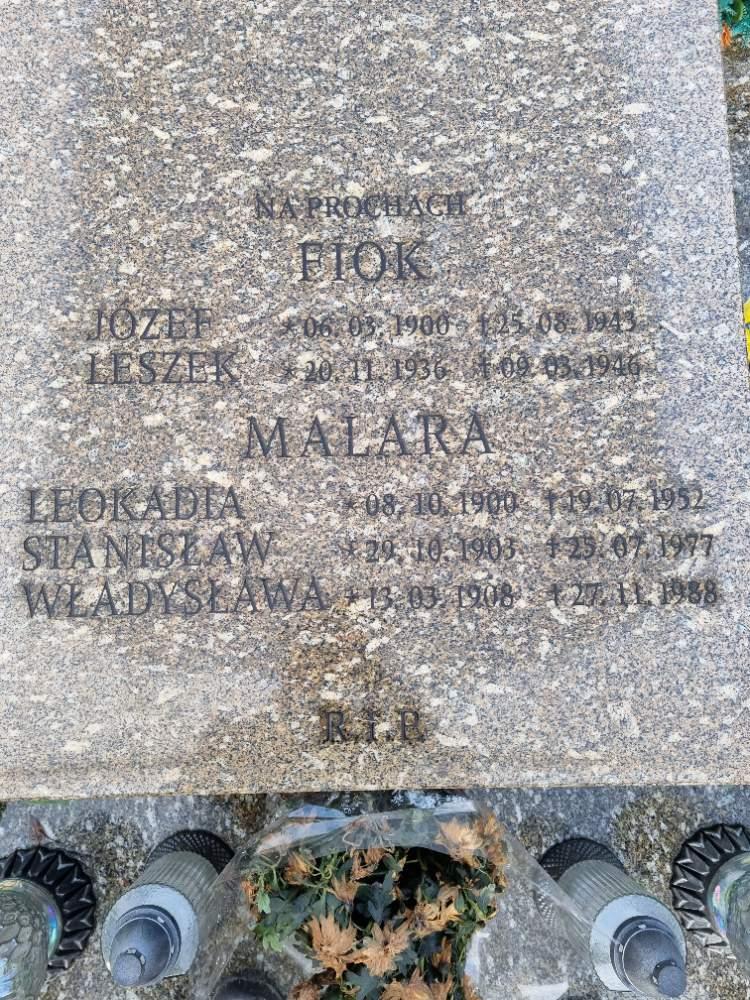 NA PROCHACH
FIOK
JÓZEF * 06. 03. 1900 † 25. 08. 1943
LESZEK * 20. 11. 1936 † 09. 03. 1946
MALARA
LEOKADIA * 08. 10. 1900 † 19. 07. 1952
STANISŁAW * 29. 10. 1903 † 25. 07. 1977
WŁADYSŁAWA * 13. 03. 1908 † 27. 11. 1988
R.I.P.